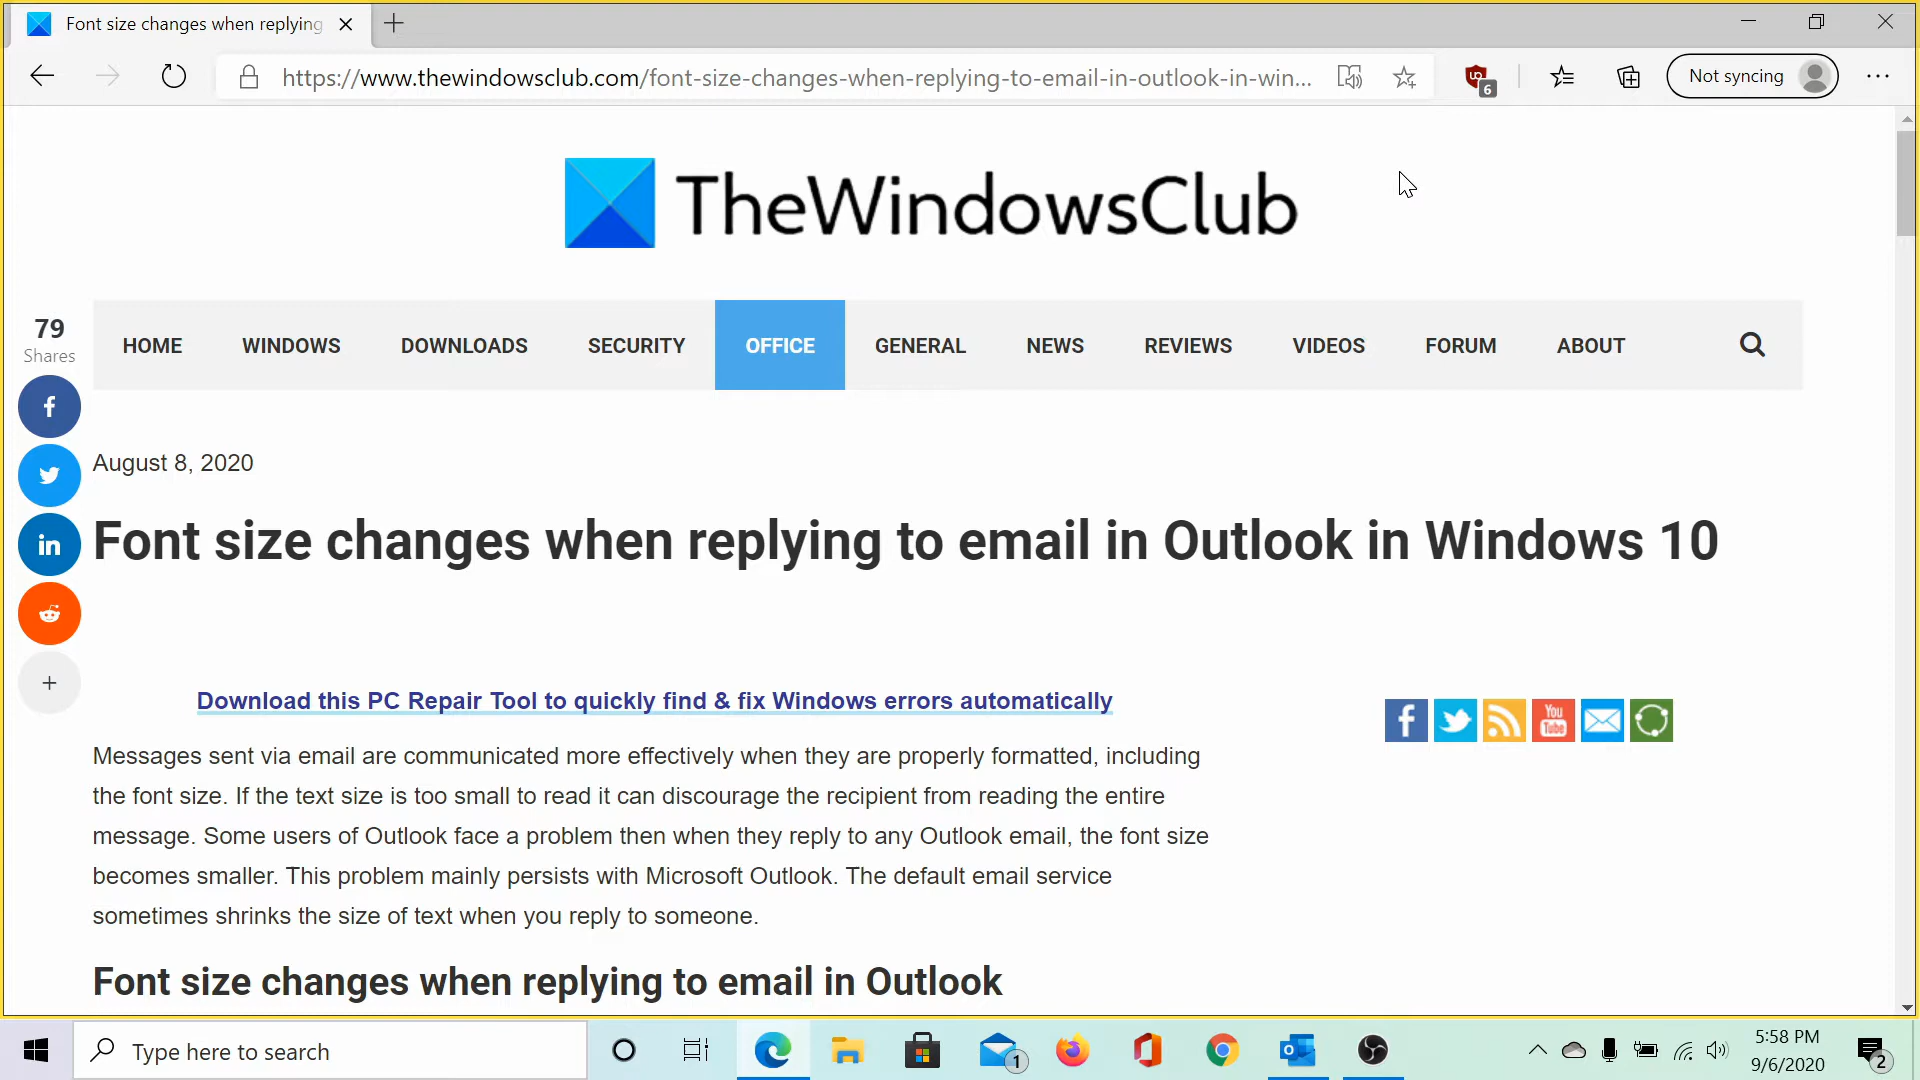 Font size changes when replying
https://www.thewindowsclub.com/font-size-changes-when-replying-to-email-in-outlook-in-win...
6
Not syncing
TheWindowsClub
79
Shares
HOME WINDOWS DOWNLOADS SECURITY OFFICE GENERAL NEWS REVIEWS VIDEOS FORUM ABOUT
August 8, 2020
Font size changes when replying to email in Outlook in Windows 10
Download this PC Repair Tool to quickly find & fix Windows errors automatically
You
Tube
Messages sent via email are communicated more effectively when they are properly formatted, including
the font size. If the text size is too small to read it can discourage the recipient from reading the entire
message. Some users of Outlook face a problem then when they reply to any Outlook email, the font size
becomes smaller. This problem mainly persists with Microsoft Outlook. The default email service
sometimes shrinks the size of text when you reply to someone.
Font size changes when replying to email in Outlook
Type here to search
1
5:58 PM
9/6/2020
2